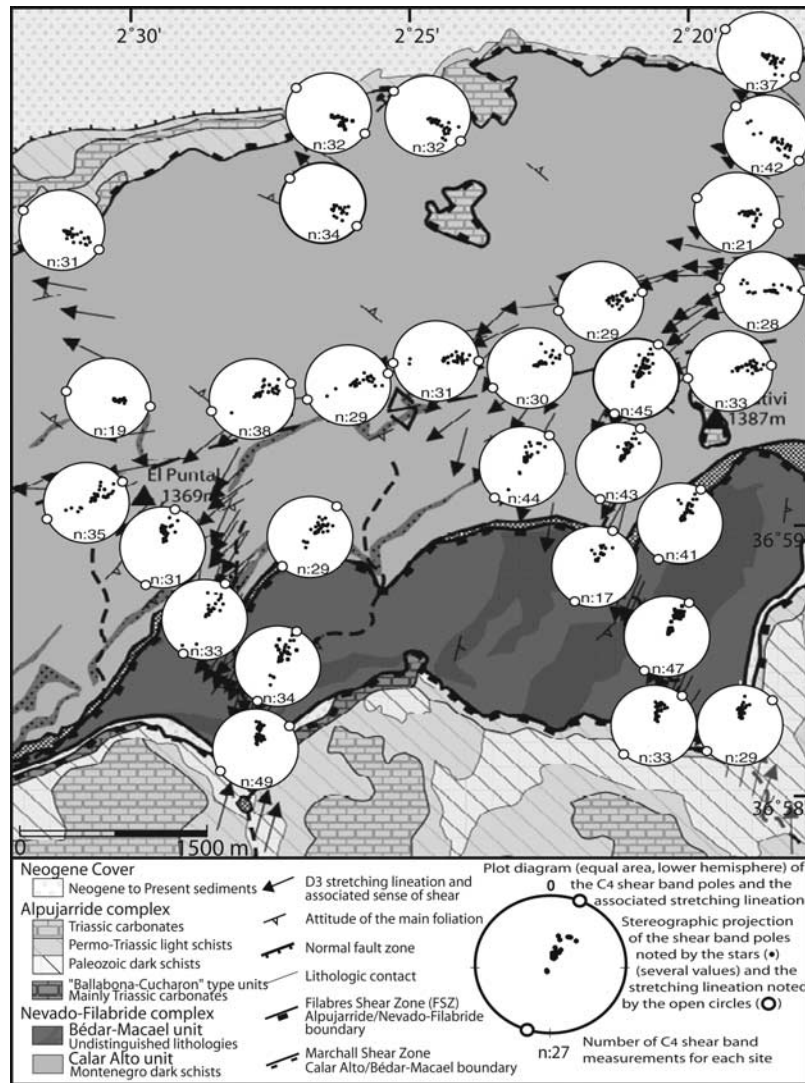 2°30' 2°25' 2°20'
n:37
n:32
n:32
n:42
n:34
n:21
n:31
n:28
n:29
n:31
n:30
n:33
n:19
n:38
n:29
n:45
1387m
El Puntal
1369m
n:44
n:43
n:35
n:41
36°59
n:31
n:29
n:17
n:33
n:47
n:34
n:33
n:29
n:49
36°58
0 1500 m
Neogene Cover
Neogene to Present sediments
Alpujarride complex
Triassic carbonates
Permo-Triassic light schists
Paleozoic dark schists
"Ballabona-Cucharon" type units
Mainly Triassic carbonates
Nevado-Filabride complex
Bédar-Macael unit
Undistinguished lithologies
Calar Alto unit
Montenegro dark schists
D3 stretching lineation and
associated sense of shear
Attitude of the main foliation
Normal fault zone
Lithologic contact
Filabres Shear Zone (FSZ)
Alpujarride/Nevado-Filabride
boundary
Marchall Shear Zone
Calar Alto/Bédar-Macael boundary
Plot diagram (equal area, lower hemisphere) of
the C4 shear band poles and the
associated stretching lineation
0
Stereographic projection
of the shear band poles
noted by the stars (•)
(several values) and the
stretching lineation noted
by the open circles (O)
n:27
Number of C4 shear band
measurements for each site